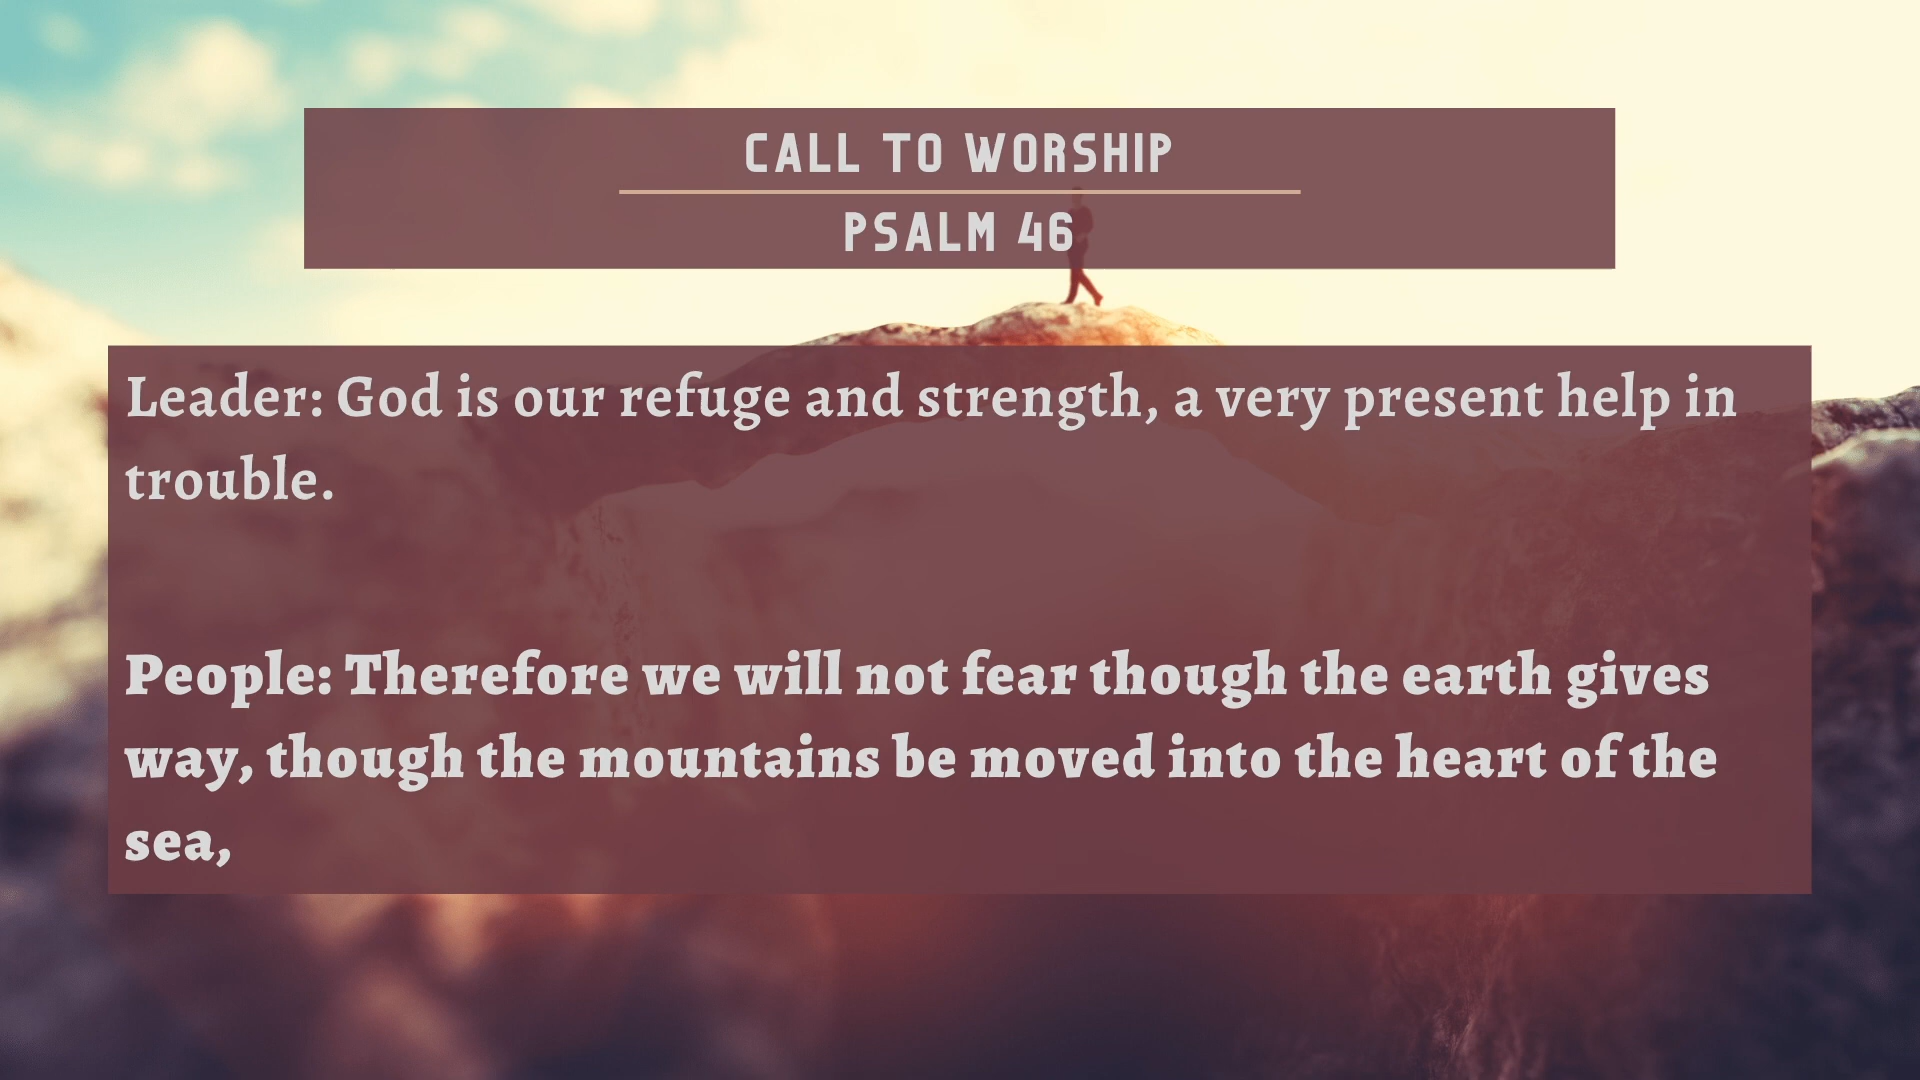 CALL TO WORSHIP
PSALM 46
Leader: God is our refuge and strength, a very present help in
trouble.
People: Therefore we will not fear though the earth gives
way, though the mountains be moved into the heart of the
sea,